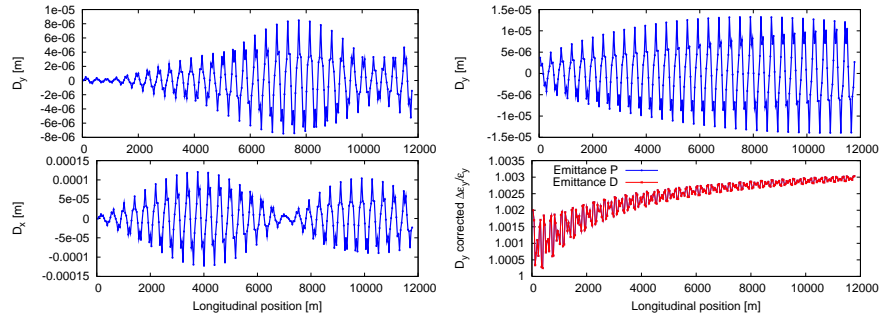 D_y [m]
1e-05
8e-06
6e-06
4e-06
2e-06
0
-2e-06
-4e-06
-6e-06
-8e-06
0 2000 4000 6000 8000 10000 12000
D_y [m]
1.5e-05
1e-05
5e-06
0
-5e-06
-1e-05
-1.5e-05
0 2000 4000 6000 8000 10000 12000
D_x [m]
0.00015
0.0001
5e-05
0
-5e-05
-0.0001
-0.00015
0 2000 4000 6000 8000 10000 12000
Longitudinal position [m]
D_y corrected Δε_y/ε_y
1.0035
1.003
1.0025
1.002
1.0015
1.001
1.0005
1
Emittance P
Emittance D
0 2000 4000 6000 8000 10000 12000
Longitudinal position [m]